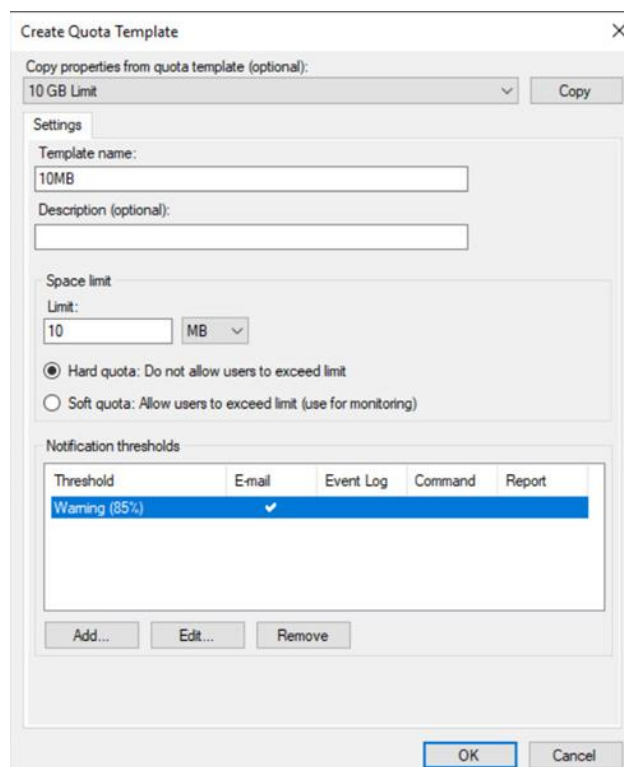 Create Quota Template
Copy properties from quota template (optional):
10 GB Limit
Copy
Settings
Template name:
10MB
Description (optional):
Space limit
Limit:
10 MB
Hard quota: Do not allow users to exceed limit
Soft quota: Allow users to exceed limit (use for monitoring)
Notification thresholds
Threshold E-mail Event Log Command Report
Warning (85%)
Add... Edit... Remove
OK Cancel